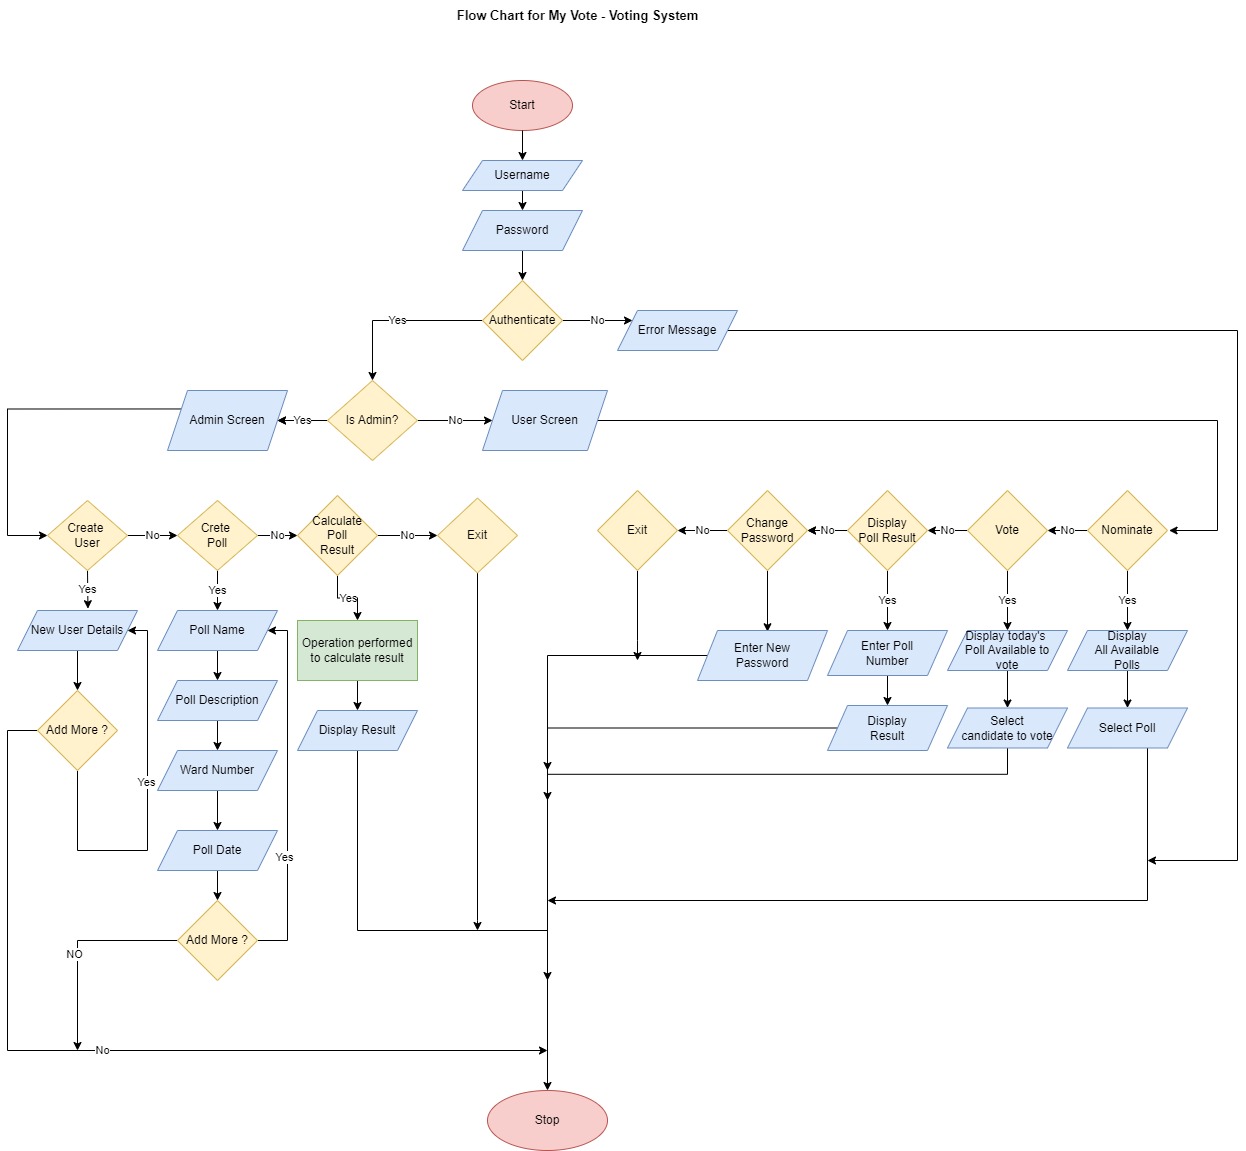 Flow Chart for My Vote - Voting System
Start
Username
Password
Authenticate
Yes
No
Error Message
Admin Screen
Yes
Is Admin?
No
User Screen
Create
User
No
Crete
Poll
No
Calculate
Poll
Result
No
Exit
Exit
No
Change
Password
No
Display
Poll Result
No
Vote
No
Nominate
Yes
Yes
Yes
Yes
Yes
Yes
New User Details
Poll Name
Operation performed
to calculate result
Enter New
Password
Enter Poll
Number
Display today's
Poll Available to
vote
Display
All Available
Polls
Poll Description
Add More ?
Display Result
Display
Result
Select
candidate to vote
Select Poll
Ward Number
Yes
Poll Date
Yes
Add More ?
NO
No
Stop